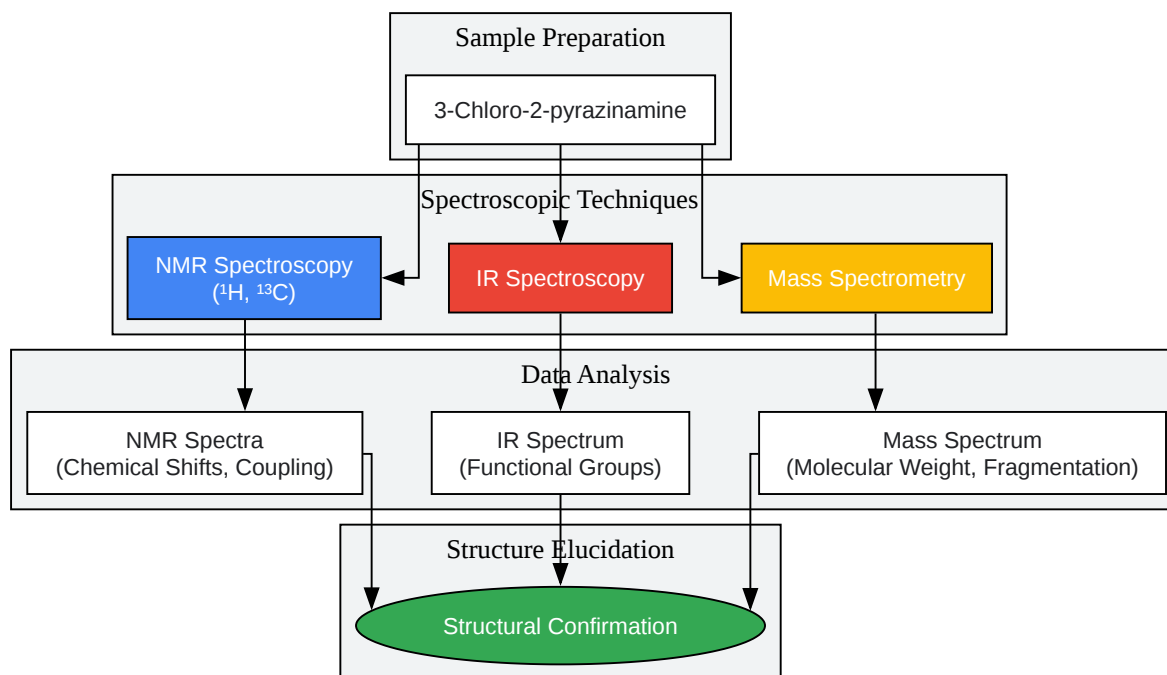 Sample Preparation
3-Chloro-2-pyrazinamine
Spectroscopic Techniques
NMR Spectroscopy
(¹H, ¹³C)
IR Spectroscopy
Mass Spectrometry
Data Analysis
NMR Spectra
(Chemical Shifts, Coupling)
IR Spectrum
(Functional Groups)
Mass Spectrum
(Molecular Weight, Fragmentation)
Structure Elucidation
Structural Confirmation